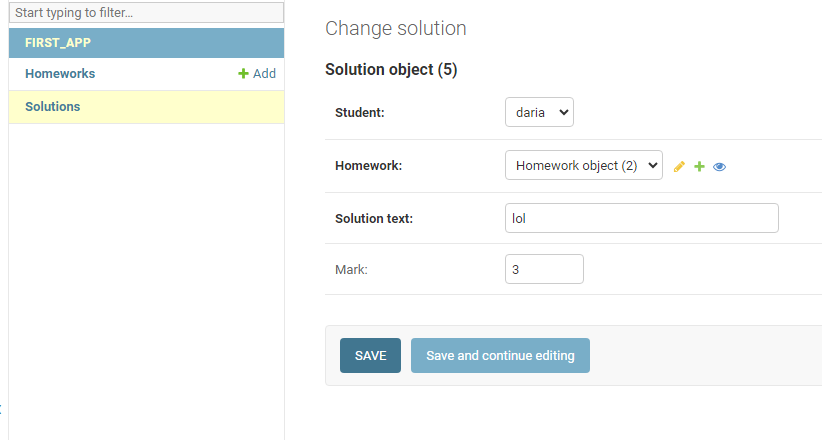 Start typing to filter...
FIRST_APP
Homeworks + Add
Solutions
Change solution
Solution object (5)
Student: daria
Homework: Homework object (2)
Solution text: lol
Mark: 3
SAVE Save and continue editing